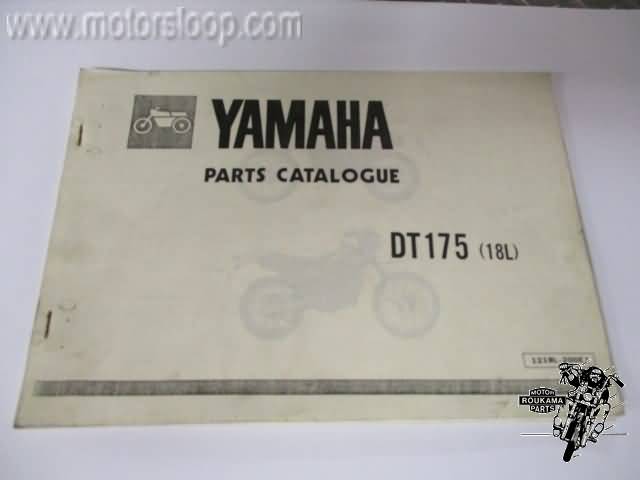 www.motorsloop.com
YAMAHA
PARTS CATALOGUE
DT175 (18L)
MOTOR
ROUKAMA
PARTS